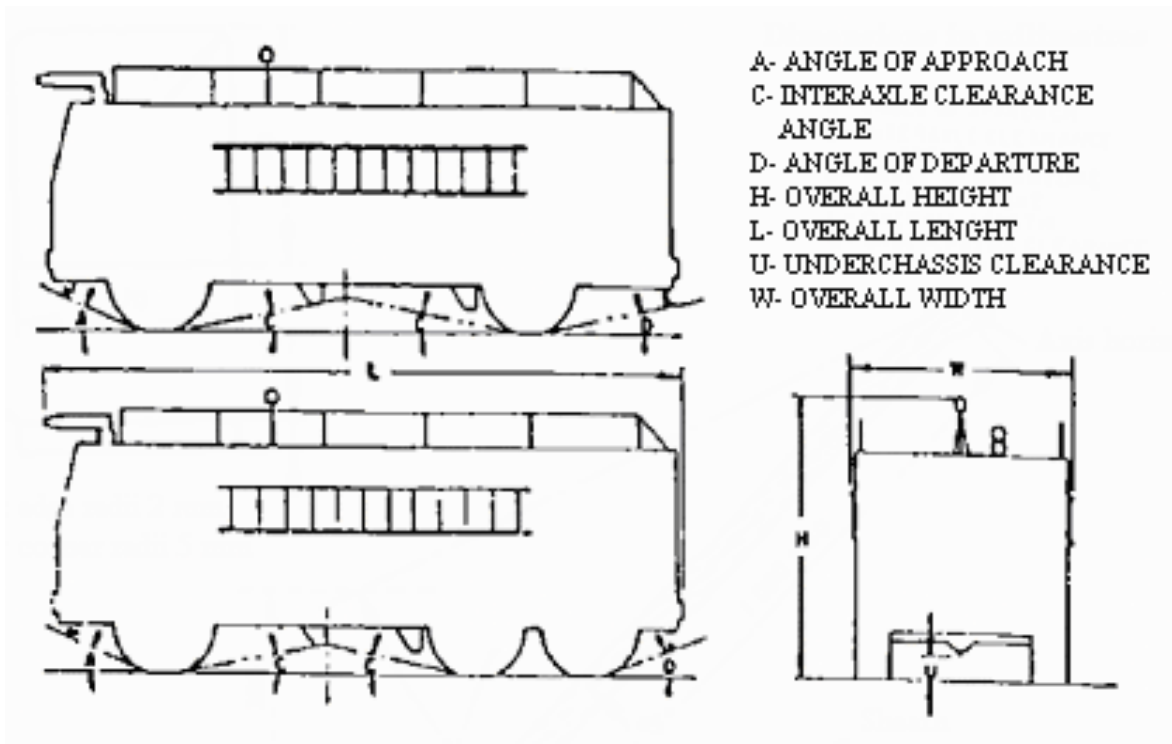 A- ANGLE OF APPROACH
C- INTERAXLE CLEARANCE
ANGLE
D- ANGLE OF DEPARTURE
H- OVERALL HEIGHT
L- OVERALL LENGHT
U- UNDERCHASSIS CLEARANCE
W- OVERALL WIDTH
A
C
C
D
L
W
H
A
C
C
D
U